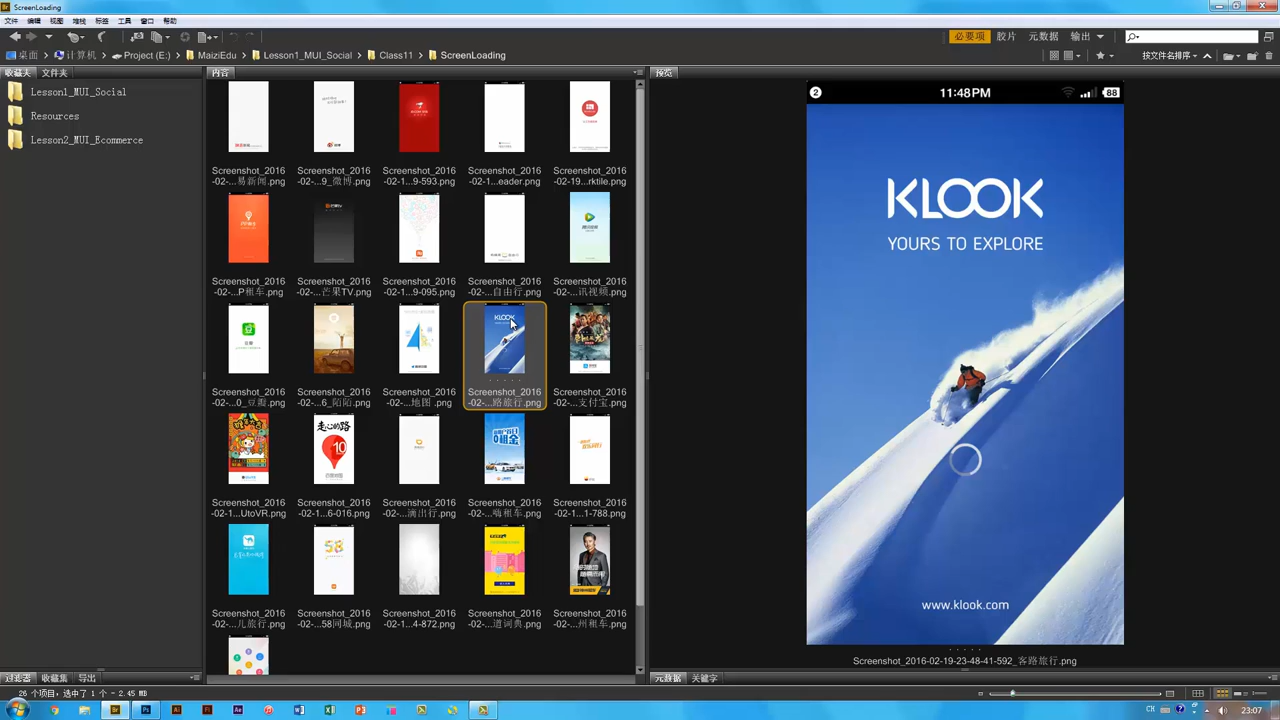 ScreenLoading
文件 编辑 视图 堆栈 标签 工具 窗口 帮助
必要项 胶片 元数据 输出
桌面 计算机 Project (E:) MaiziEdu Lesson1_MUI_Social Class11 ScreenLoading
按文件名排序
收藏夹 文件夹
内容
预览
Lesson1_MUI_Social
Resources
Lesson2_MUI_Ecommerce
Screenshot_2016 Screenshot_2016 Screenshot_2016 Screenshot_2016 Screenshot_2016
-02-...易新闻.png -02-...9_微博.png -02-1...9-593.png -02-1...eader.png -02-19...rktile.png
Screenshot_2016 Screenshot_2016 Screenshot_2016 Screenshot_2016 Screenshot_2016
-02-...P租车.png -02-...芒果TV.png -02-1...9-095.png -02-...自由行.png -02-...讯视频.png
KLOOK
Screenshot_2016 Screenshot_2016 Screenshot_2016 Screenshot_2016 Screenshot_2016
-02-...0_豆瓣.png -02-...6_陌陌.png -02-...地图 .png -02-...路旅行.png -02-...支付宝.png
走心的路
10
Screenshot_2016 Screenshot_2016 Screenshot_2016 Screenshot_2016 Screenshot_2016
-02-1...UtoVR.png -02-1...6-016.png -02-...滴出行.png -02-...嗨租车.png -02-1...1-788.png
58
Screenshot_2016 Screenshot_2016 Screenshot_2016 Screenshot_2016 Screenshot_2016
-02-...儿旅行.png -02-...58同城.png -02-1...4-872.png -02-...道词典.png -02-...州租车.png
2 11:48PM 88
KLOOK
YOURS TO EXPLORE
www.klook.com
Screenshot_2016-02-19-23-48-41-592_客路旅行.png
过滤器 收藏集 导出
元数据 关键字
26 个项目, 选中了 1 个 - 2.45 MB
CH 23:07